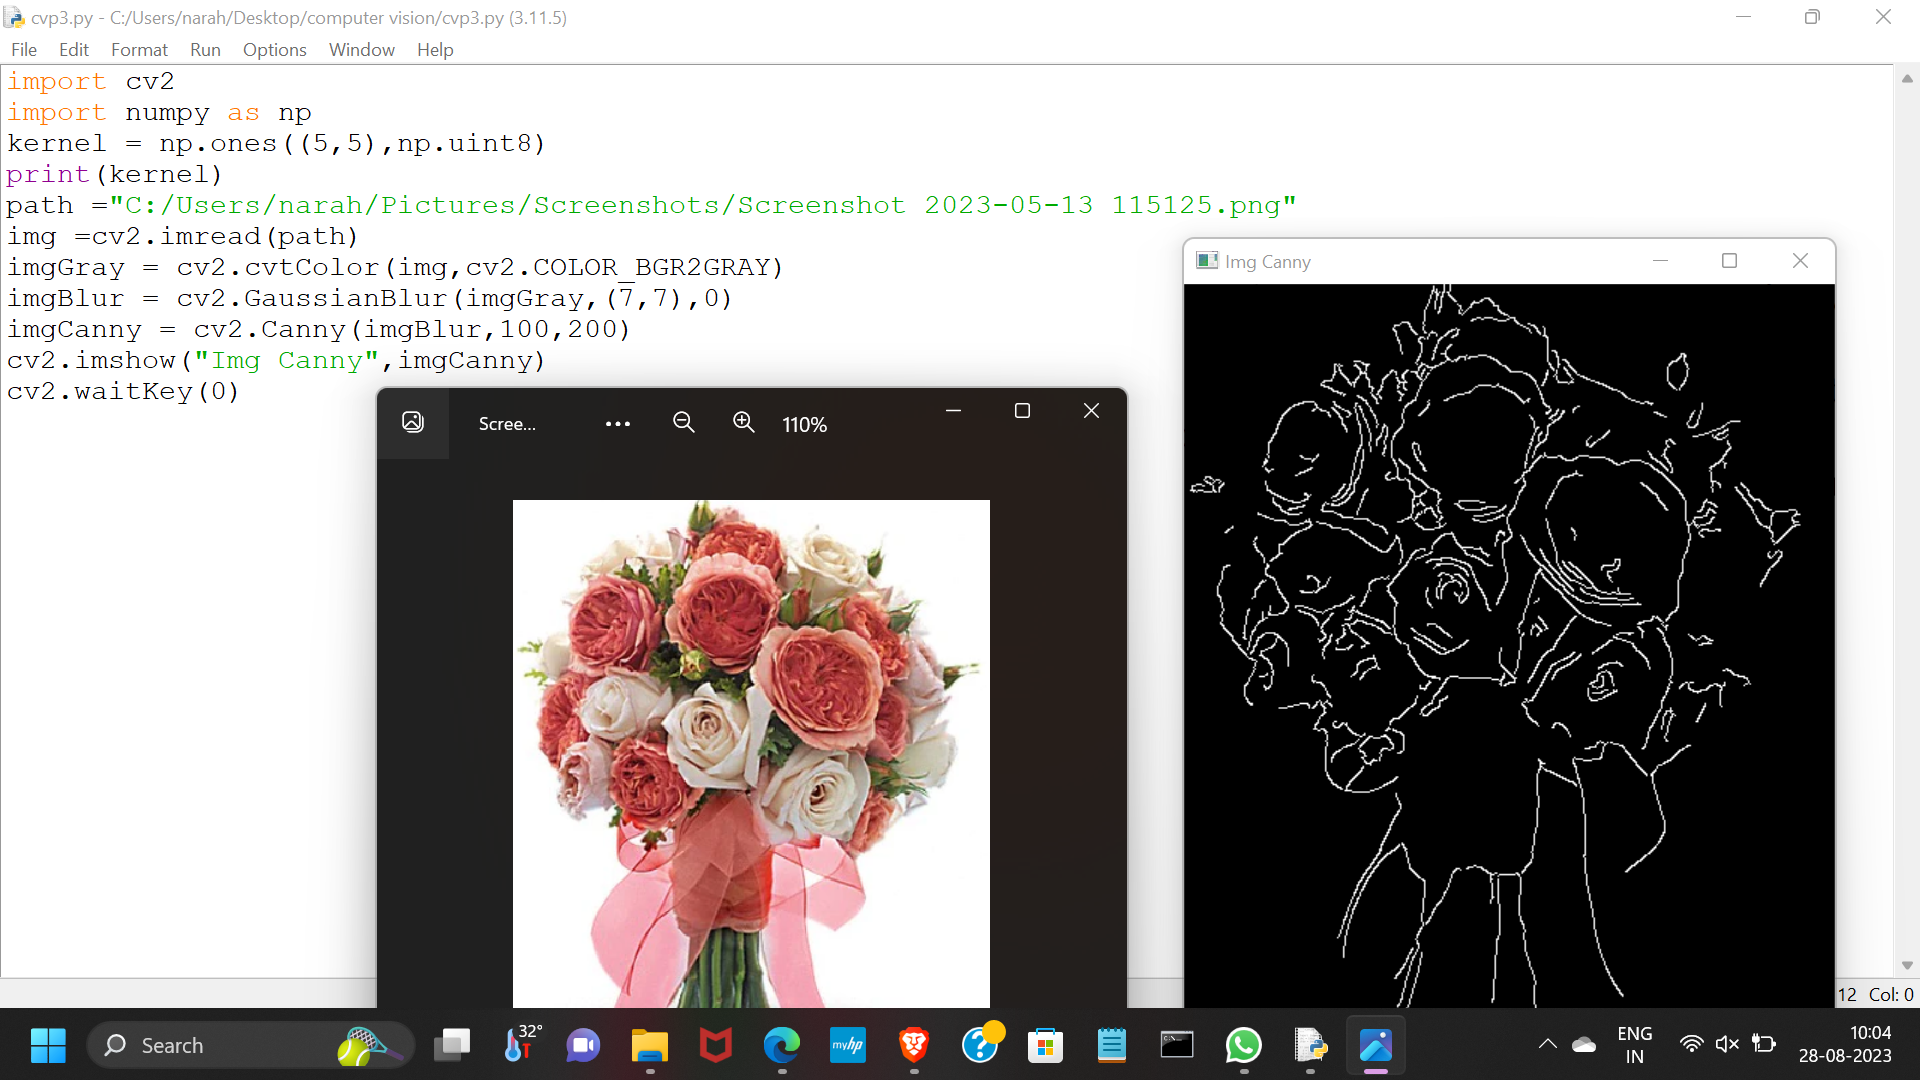 cvp3.py - C:/Users/narah/Desktop/computer vision/cvp3.py (3.11.5)
File Edit Format Run Options Window Help
import cv2
import numpy as np
kernel = np.ones((5,5),np.uint8)
print(kernel)
path ="C:/Users/narah/Pictures/Screenshots/Screenshot 2023-05-13 115125.png"
img =cv2.imread(path)
imgGray = cv2.cvtColor(img,cv2.COLOR_BGR2GRAY)
imgBlur = cv2.GaussianBlur(imgGray,(7,7),0)
imgCanny = cv2.Canny(imgBlur,100,200)
cv2.imshow("Img Canny",imgCanny)
cv2.waitKey(0)
Img Canny
Scree... 110%
12 Col: 0
Search
32°
myhp
ENG
IN
10:04
28-08-2023